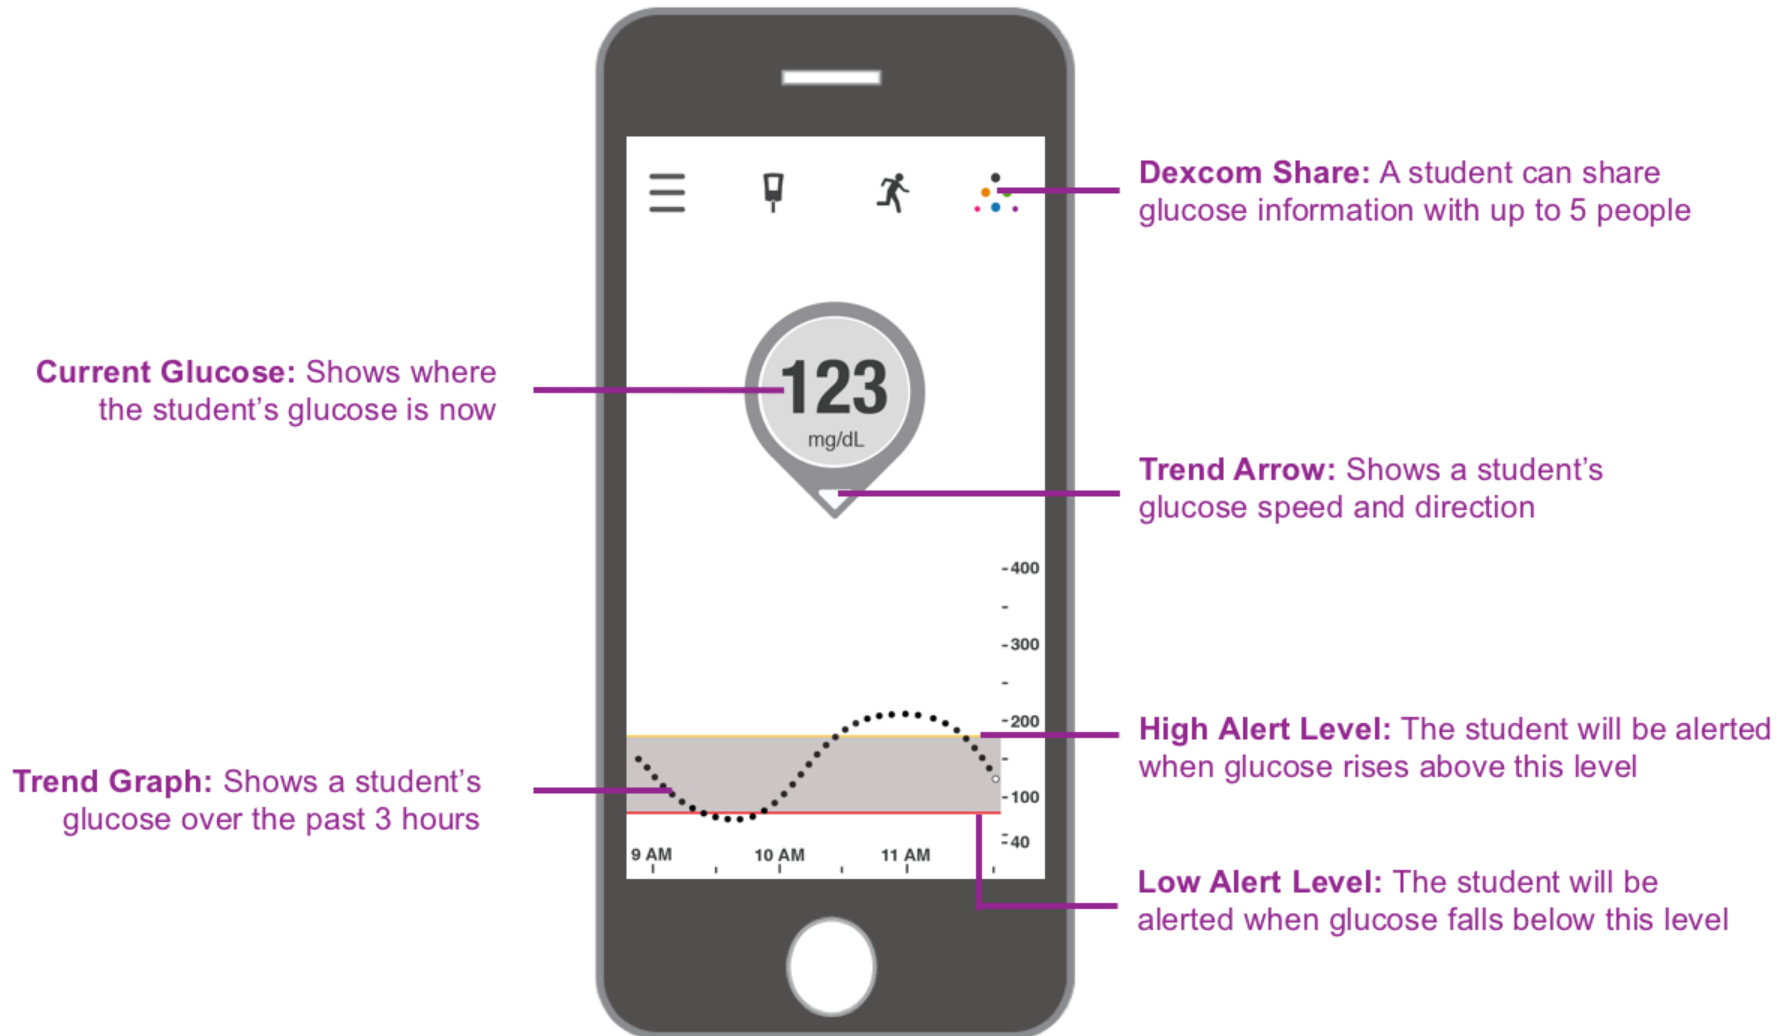 Dexcom Share: A student can share
glucose information with up to 5 people
Current Glucose: Shows where
the student’s glucose is now
123
mg/dL
Trend Arrow: Shows a student’s
glucose speed and direction
400
300
200
100
40
High Alert Level: The student will be alerted
when glucose rises above this level
Trend Graph: Shows a student’s
glucose over the past 3 hours
9 AM 10 AM 11 AM
Low Alert Level: The student will be
alerted when glucose falls below this level